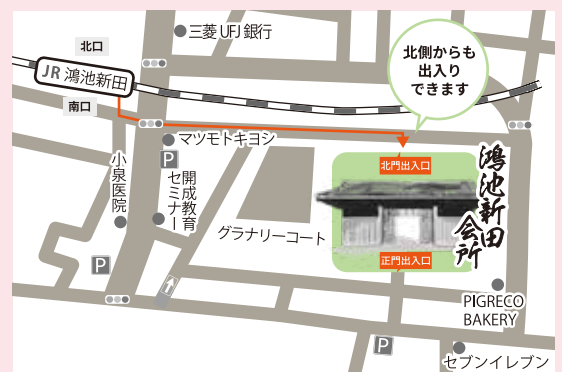 三菱UFJ銀行
北口
JR 鴻池新田
南口
北側からも
出入り
できます
マツモトキヨシ
P
小泉医院
開成教育
セミナー
グラナリーコート
北門出入口
鴻池新田
会所
正門出入口
P
PIGRECO
BAKERY
P
セブンイレブン